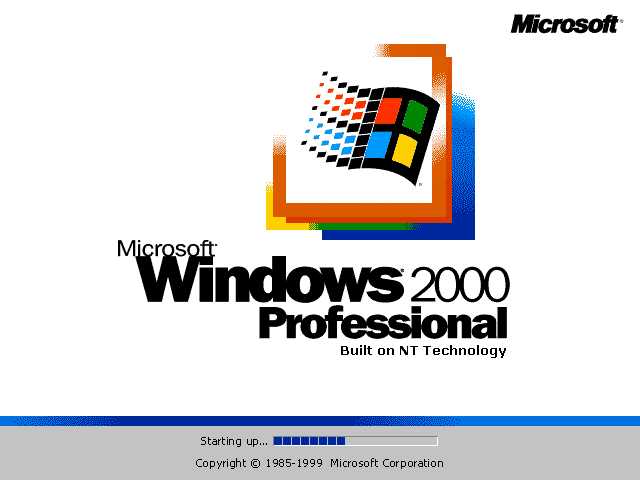 Microsoft®
Microsoft®
Windows® 2000
Professional
Built on NT Technology
Starting up...
Copyright © 1985-1999  Microsoft Corporation